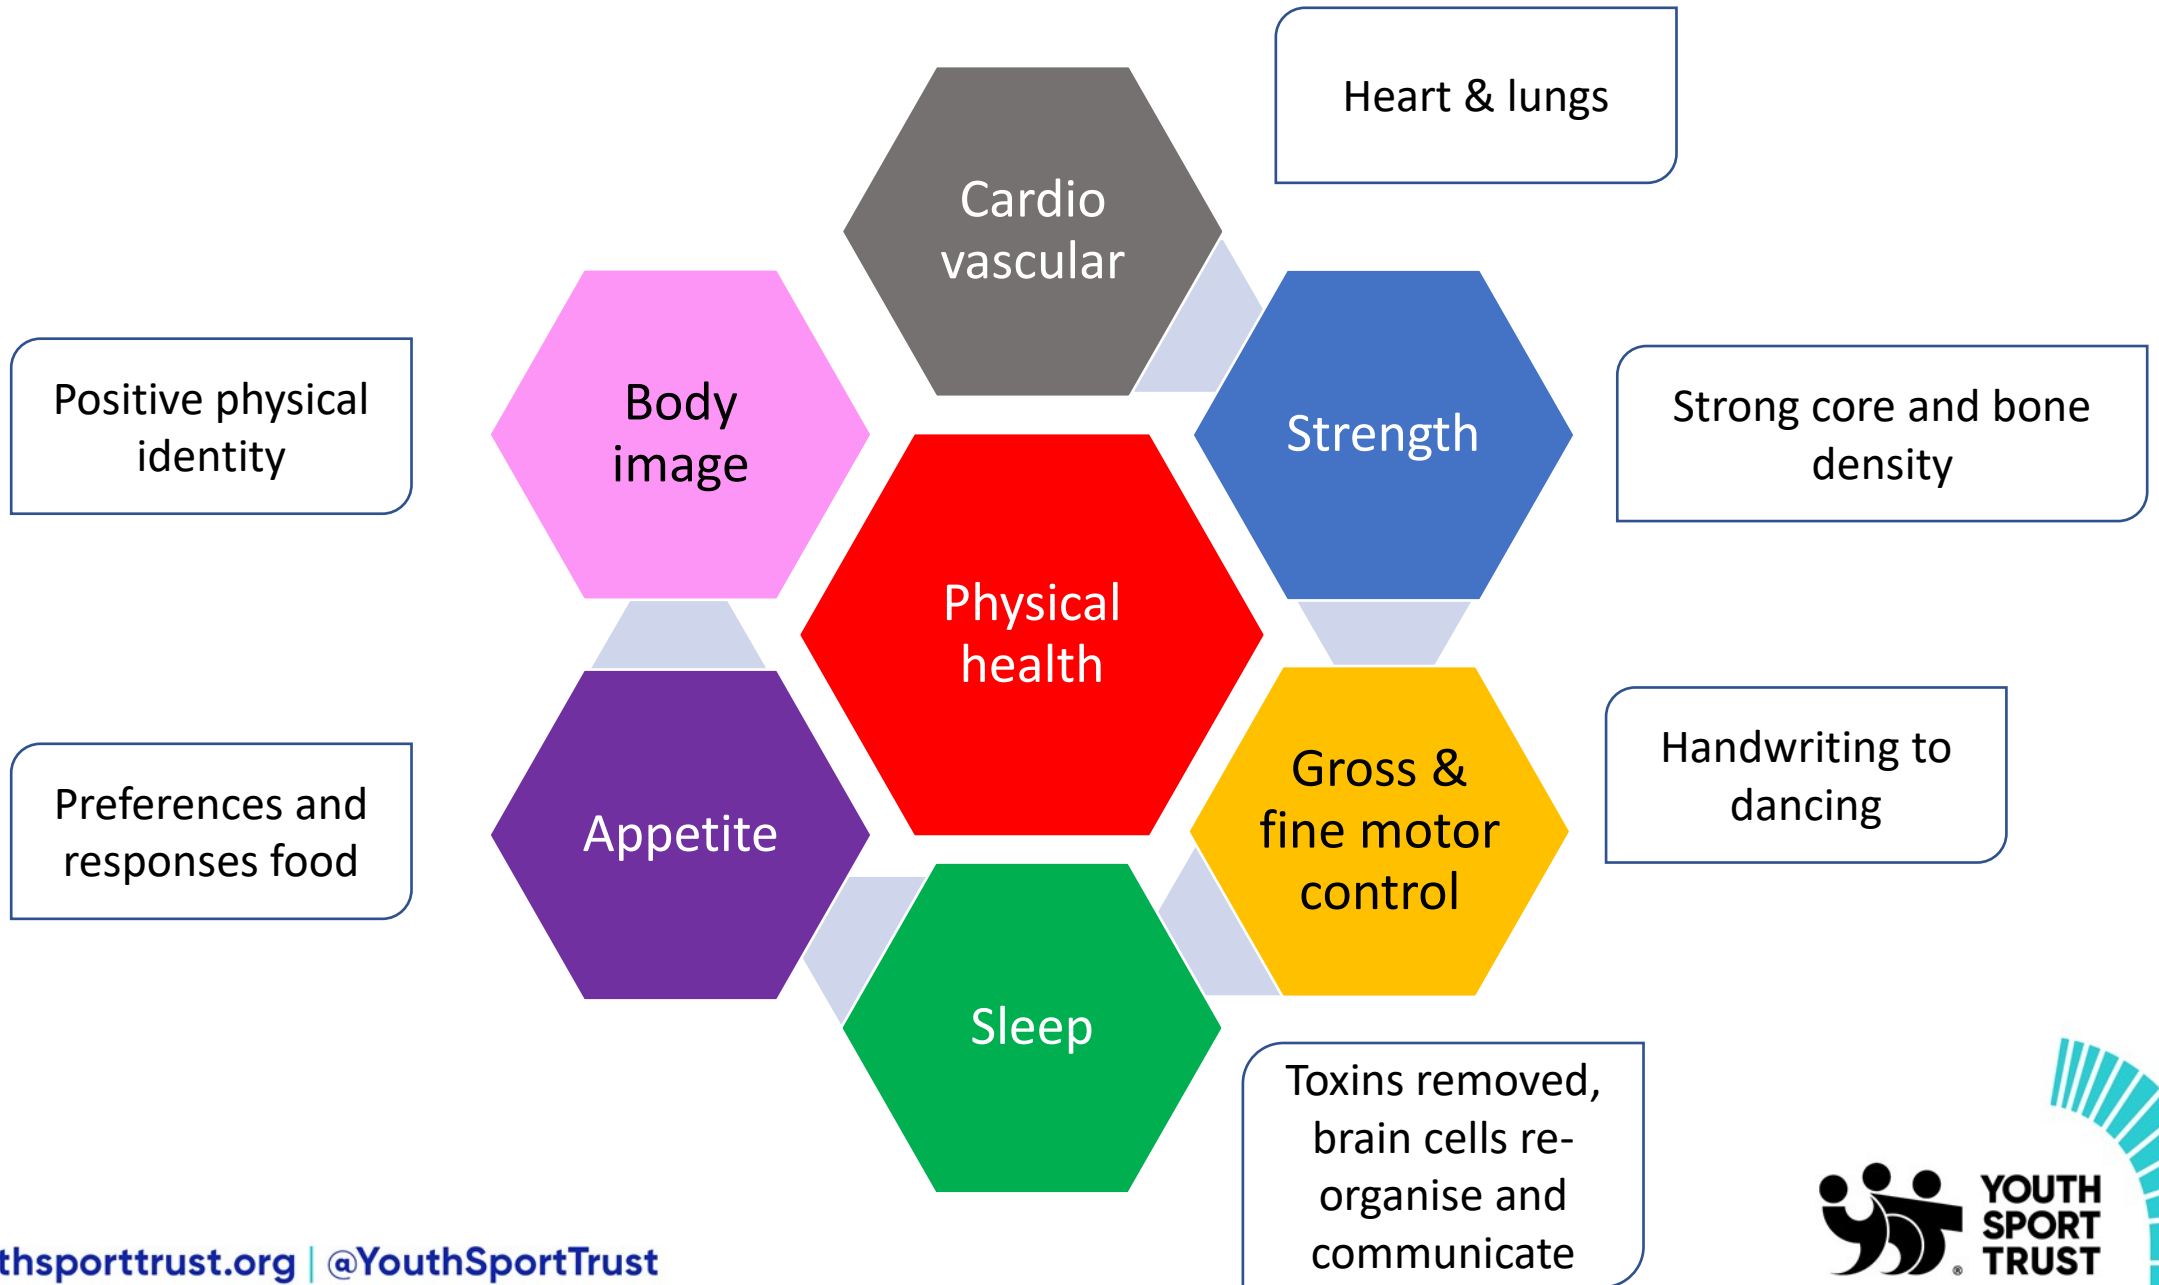 Heart & lungs
Cardio
vascular
Body
image
Positive physical
identity
Strength
Strong core and bone
density
Physical
health
Gross &
fine motor
control
Handwriting to
dancing
Appetite
Preferences and
responses food
Sleep
Toxins removed,
brain cells re-
organise and
communicate
thsporttrust.org | @YouthSportTrust
YOUTH
SPORT
TRUST
®